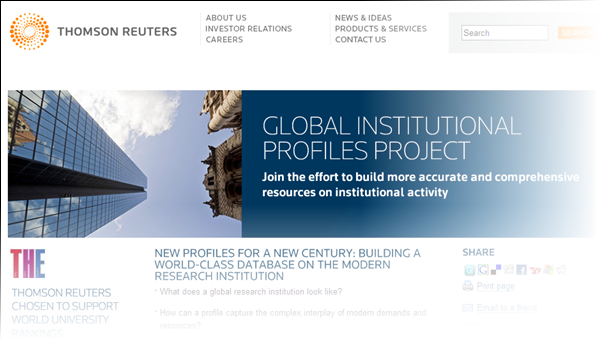 THOMSON REUTERS
ABOUT US
INVESTOR RELATIONS
CAREERS
NEWS & IDEAS
PRODUCTS & SERVICES
CONTACT US
Search
GLOBAL INSTITUTIONAL
PROFILES PROJECT
Join the effort to build more accurate and comprehensive
resources on institutional activity
THE
THOMSON REUTERS
CHOSEN TO SUPPORT
WORLD UNIVERSITY
RANKINGS
NEW PROFILES FOR A NEW CENTURY: BUILDING A
WORLD-CLASS DATABASE ON THE MODERN
RESEARCH INSTITUTION
What does a global research institution look like?
How can a profile capture the complex interplay of modern demands and
resources?
SHARE
Print page
Email to a friend